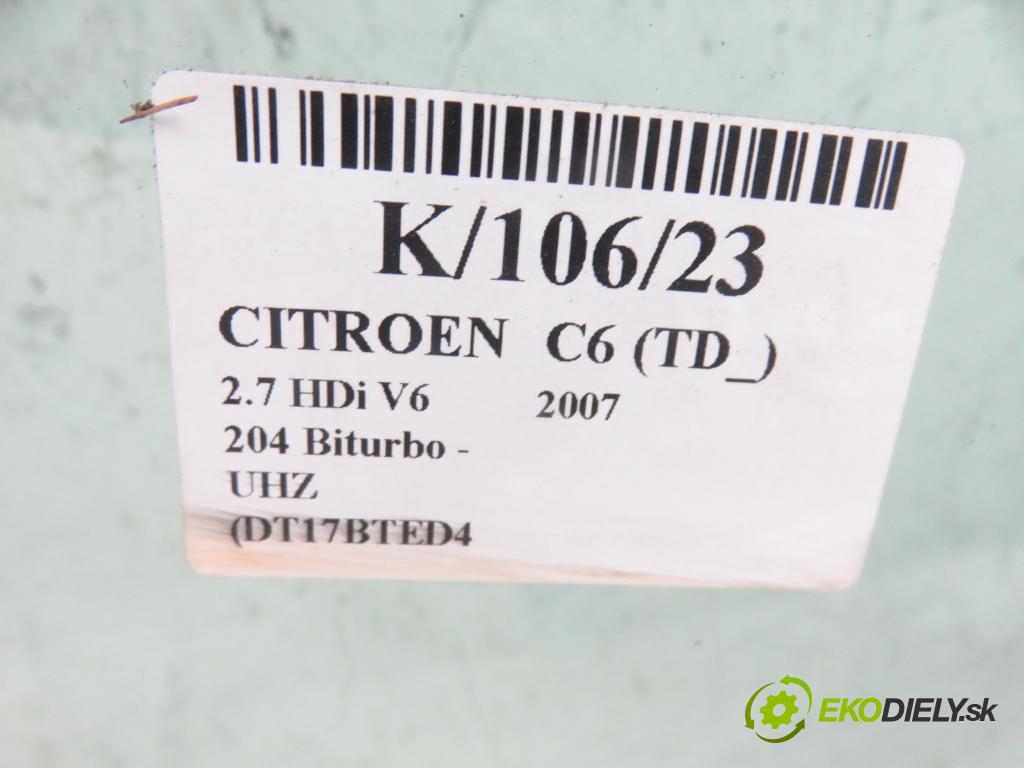 K/106/23
CITROEN C6 (TD_)
2.7 HDi V6 2007
204 Biturbo -
UHZ
(DT17BTED4
EKODIELY.sk